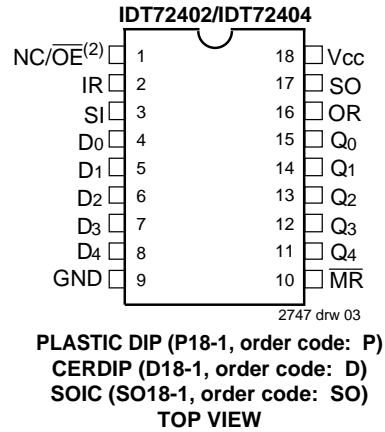 IDT72402/IDT72404
NC/OE(2) 1 18 Vcc
IR 2 17 SO
SI 3 16 OR
D0 4 15 Q0
D1 5 14 Q1
D2 6 13 Q2
D3 7 12 Q3
D4 8 11 Q4
GND 9 10 MR
2747 drw 03
PLASTIC DIP (P18-1, order code: P)
CERDIP (D18-1, order code: D)
SOIC (SO18-1, order code: SO)
TOP VIEW